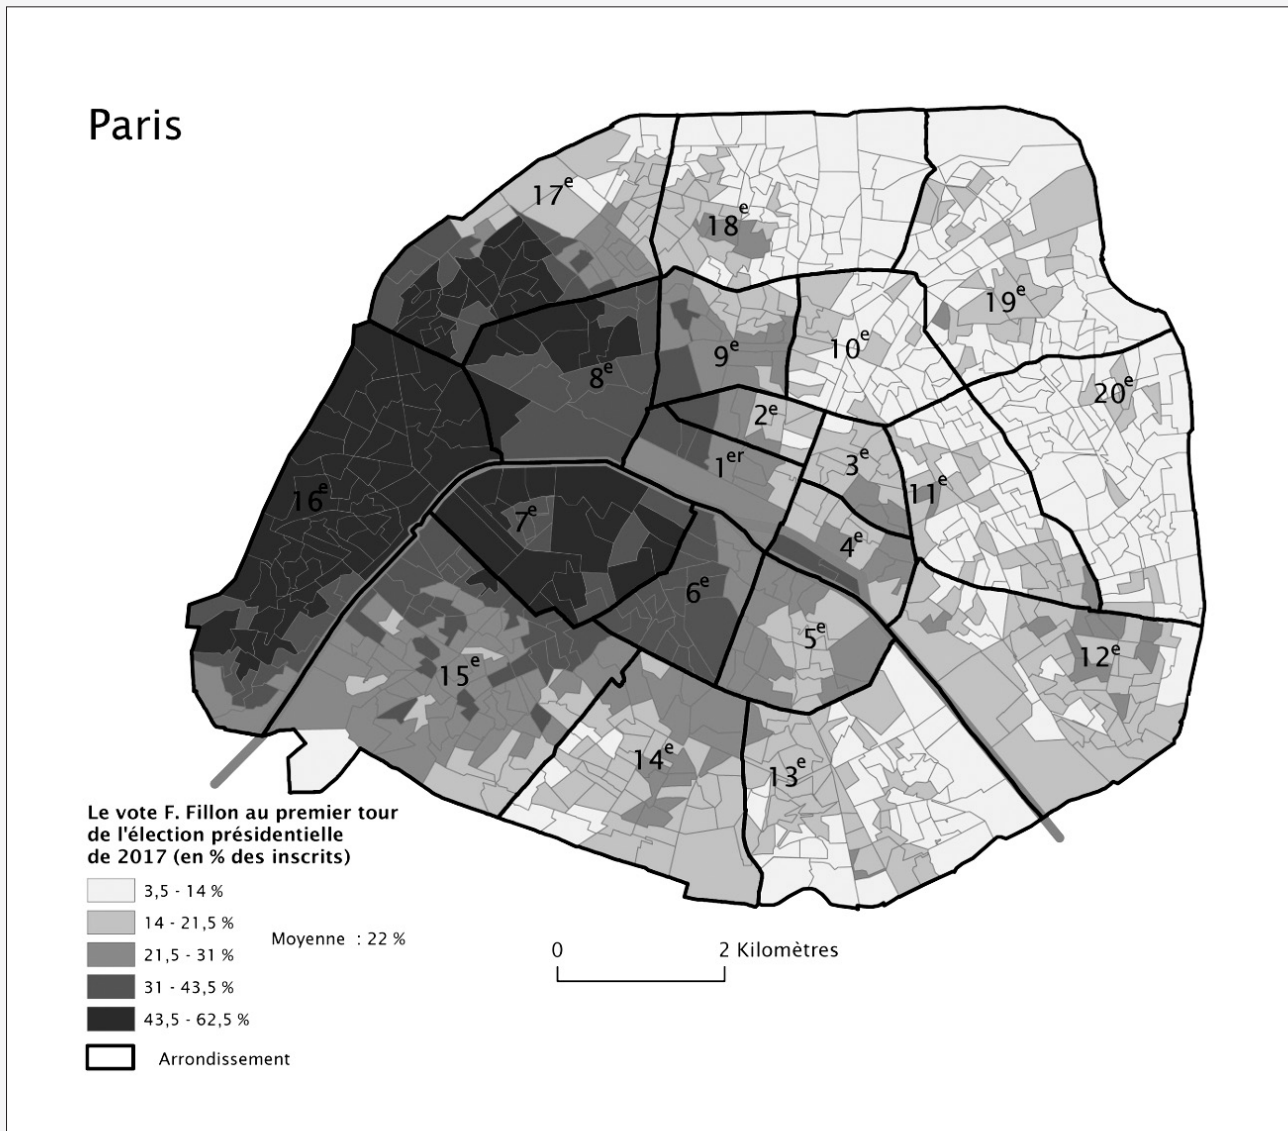 Paris
17e
18e
19e
9e
10e
8e
20e
2e
1er
3e
16e
11e
7e
4e
6e
5e
15e
12e
14e
13e
Le vote F. Fillon au premier tour
de l'élection présidentielle
de 2017 (en % des inscrits)
3,5 - 14 %
14 - 21,5 %
Moyenne : 22 %
21,5 - 31 %
31 - 43,5 %
43,5 - 62,5 %
Arrondissement
0 2 Kilomètres